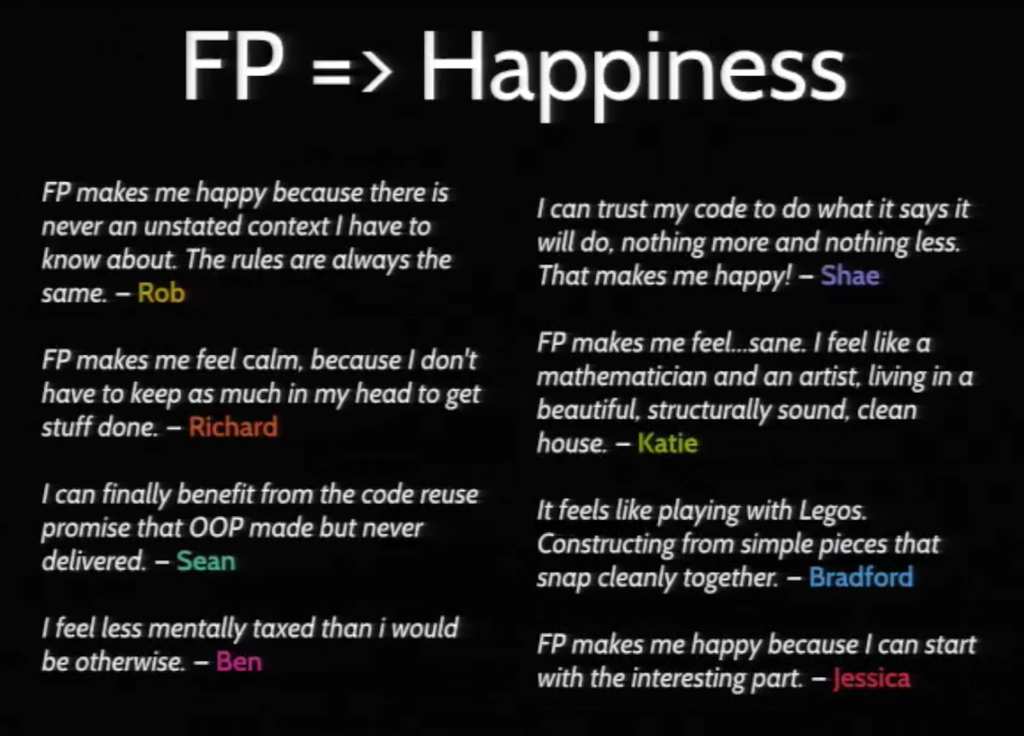 FP => Happiness
FP makes me happy because there is
never an unstated context I have to
know about. The rules are always the
same. – Rob
FP makes me feel calm, because I don't
have to keep as much in my head to get
stuff done. – Richard
I can finally benefit from the code reuse
promise that OOP made but never
delivered. – Sean
I feel less mentally taxed than i would
be otherwise. – Ben
I can trust my code to do what it says it
will do, nothing more and nothing less.
That makes me happy! – Shae
FP makes me feel...sane. I feel like a
mathematician and an artist, living in a
beautiful, structurally sound, clean
house. – Katie
It feels like playing with Legos.
Constructing from simple pieces that
snap cleanly together. – Bradford
FP makes me happy because I can start
with the interesting part. – Jessica